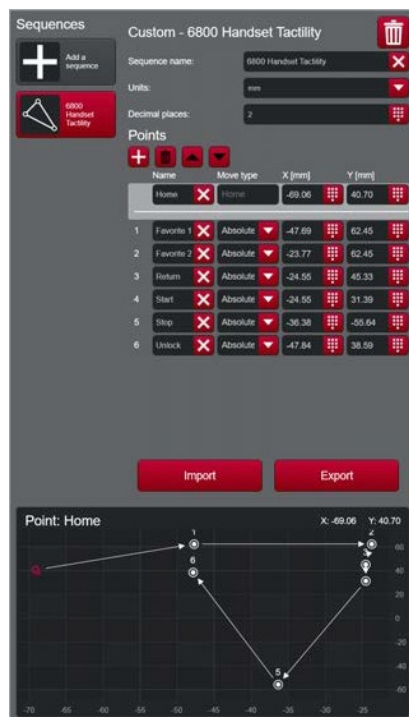 Sequences
Custom - 6800 Handset Tactility
Add a sequence
6800 Handset Tactility
Sequence name: 6800 Handset Tactility
Units: mm
Decimal places: 2
Points
Name Move type X [mm] Y [mm]
Home Home -69.06 40.70
1 Favorite 1 Absolute -47.69 62.45
2 Favorite 2 Absolute -23.77 62.45
3 Return Absolute -24.55 45.33
4 Start Absolute -24.55 31.39
5 Stop Absolute -36.38 -55.64
6 Unlock Absolute -47.84 38.59
Import Export
Point: Home X: -69.06 Y: 40.70
1 2
60
6 3
40
20
0
-20
-40
5
-60
-70 -65 -60 -55 -50 -45 -40 -35 -30 -25